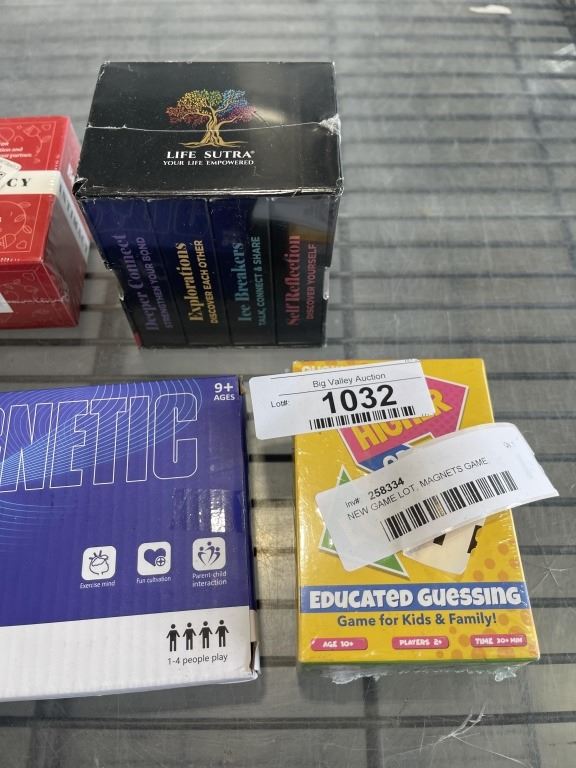 LIFE SUTRA®
YOUR LIFE EMPOWERED
Deeper Connect
STRENGTHEN YOUR BOND
Explorations
DISCOVER EACH OTHER
Ice Breakers
TALK, CONNECT & SHARE
Self Reflection
DISCOVER YOURSELF
CY
NETIC
9+
AGES
Exercise mind
Fun cultivation
Parent-child
interaction
1-4 people play
Big Valley Auction
Lot#:
1032
HIGHER
OR
Inv#: 258334
NEW GAME LOT, MAGNETS GAME,
EDUCATED GUESSING
Game for Kids & Family!
AGE 10+
PLAYERS 2+
TIME 20+ MIN